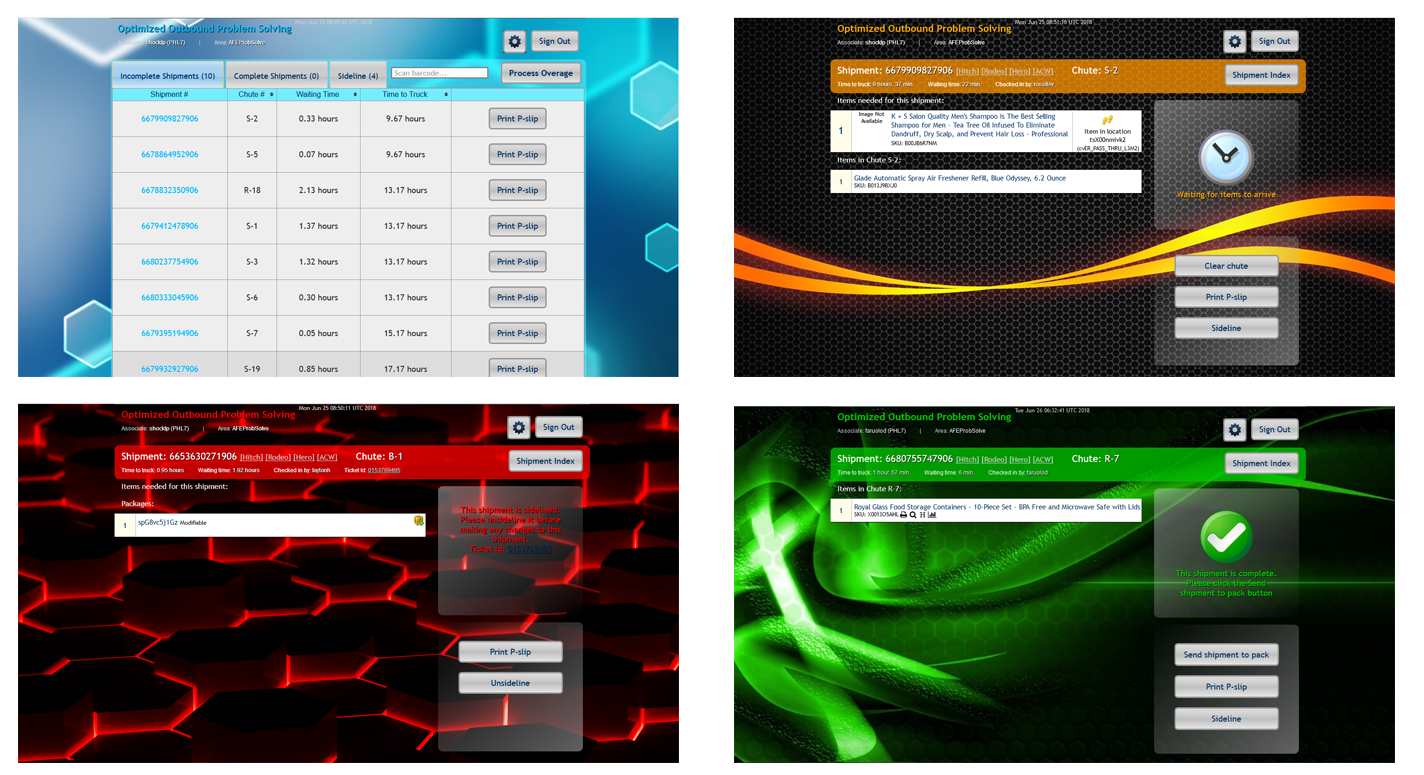 Mon Jun 25 08:49:49 UTC 2018
Optimized Outbound Problem Solving
Associate: shocklp (PHL7) | Area: AFEProbSolve
Sign Out
Incomplete Shipments (10) Complete Shipments (0) Sideline (4) Scan barcode... Process Overage
Shipment # Chute # Waiting Time Time to Truck
6679909827906 S-2 0.33 hours 9.67 hours Print P-slip
6678864952906 S-5 0.07 hours 9.67 hours Print P-slip
6678832350906 R-18 2.13 hours 13.17 hours Print P-slip
6679412478906 S-1 1.37 hours 13.17 hours Print P-slip
6680237754906 S-3 1.32 hours 13.17 hours Print P-slip
6680333045906 S-6 0.30 hours 13.17 hours Print P-slip
6679395194906 S-7 0.05 hours 15.17 hours Print P-slip
6679932927906 S-19 0.85 hours 17.17 hours Print P-slip
Mon Jun 25 08:51:16 UTC 2018
Optimized Outbound Problem Solving
Associate: shocklp (PHL7) | Area: AFEProbSolve
Sign Out
Shipment: 6679909827906 [Hitch] [Rodeo] [Hero] [ACW] Chute: S-2
Shipment Index
Time to truck: 9 hours, 37 min Waiting time: 22 min Checked in by:
Items needed for this shipment:
1
Image Not
Available
K + S Salon Quality Men's Shampoo is The Best Selling
Shampoo for Men - Tea Tree Oil Infused To Eliminate
Dandruff, Dry Scalp, and Prevent Hair Loss - Professional
SKU: B00JB6R7NM
Item in location
tsX00nmivk2
(cvER_PASS_THRU_L3M2)
Items in Chute S-2:
1 Glade Automatic Spray Air Freshener Refill, Blue Odyssey, 6.2 Ounce
SKU: B013J9BXJ0
Waiting for items to arrive
Clear chute
Print P-slip
Sideline
Mon Jun 25 08:50:11 UTC 2018
Optimized Outbound Problem Solving
Associate: shocklp (PHL7) | Area: AFEProbSolve
Sign Out
Shipment: 6653630271906 [Hitch] [Rodeo] [Hero] [ACW] Chute: B-1
Shipment Index
Time to truck: 0.95 hours Waiting time: 1.92 hours Checked in by: laytonh Ticket Id: 0153769495
Items needed for this shipment:
Packages:
1 spG8vc5j1Gz Modifiable
This shipment is sidelined.
Please unsideline it before
making any changes to this
shipment.
Ticket Id: 0153769495
Print P-slip
Unsideline
Tue Jun 26 06:32:41 UTC 2018
Optimized Outbound Problem Solving
Associate: faruolod (PHL7) | Area: AFEProbSolve
Sign Out
Shipment: 6680755747906 [Hitch] [Rodeo] [Hero] [ACW] Chute: R-7
Shipment Index
Time to truck: 1 hour, 57 min Waiting time: 6 min Checked in by: faruolod
Items in Chute R-7:
1 Royal Glass Food Storage Containers - 10-Piece Set - BPA Free and Microwave Safe with Lids
SKU: X0013O5AHL H
This shipment is complete.
Please click the Send
shipment to pack button
Send shipment to pack
Print P-slip
Sideline